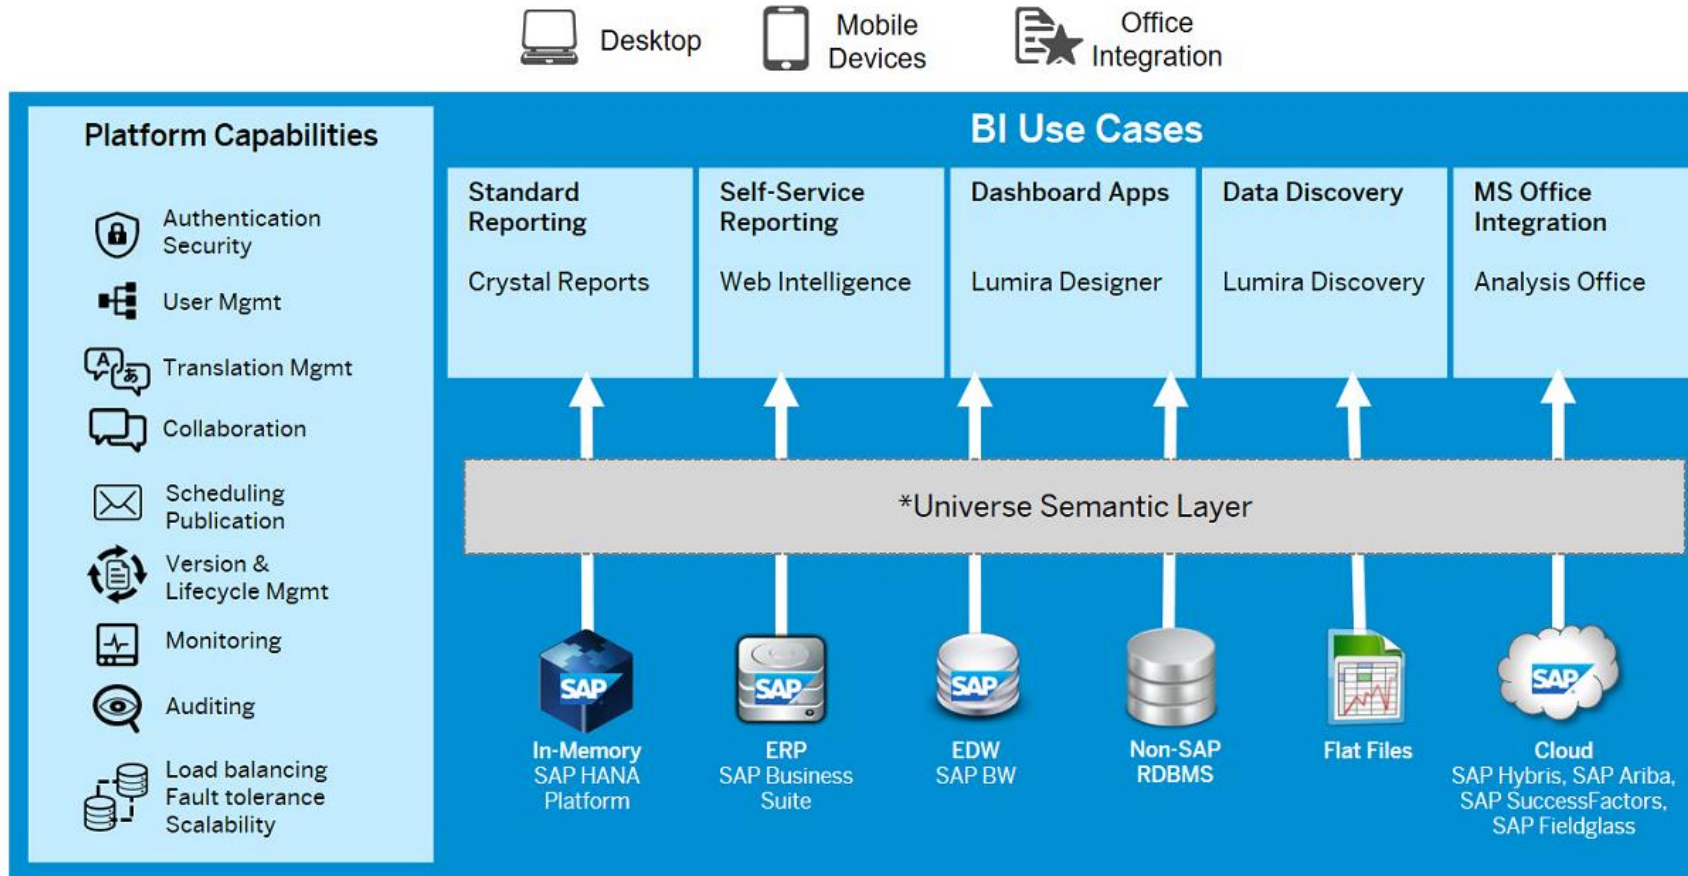 Desktop
Mobile
Devices
Office
Integration
Platform Capabilities
Authentication
Security
User Mgmt
A
あ
Translation Mgmt
Collaboration
Scheduling
Publication
Version &
Lifecycle Mgmt
Monitoring
Auditing
Load balancing
Fault tolerance
Scalability
BI Use Cases
Standard
Reporting
Crystal Reports
Self-Service
Reporting
Web Intelligence
Dashboard Apps
Lumira Designer
Data Discovery
Lumira Discovery
MS Office
Integration
Analysis Office
*Universe Semantic Layer
SAP
In-Memory
SAP HANA
Platform
SAP
ERP
SAP Business
Suite
SAP
EDW
SAP BW
Non-SAP
RDBMS
Flat Files
SAP
Cloud
SAP Hybris, SAP Ariba,
SAP SuccessFactors,
SAP Fieldglass